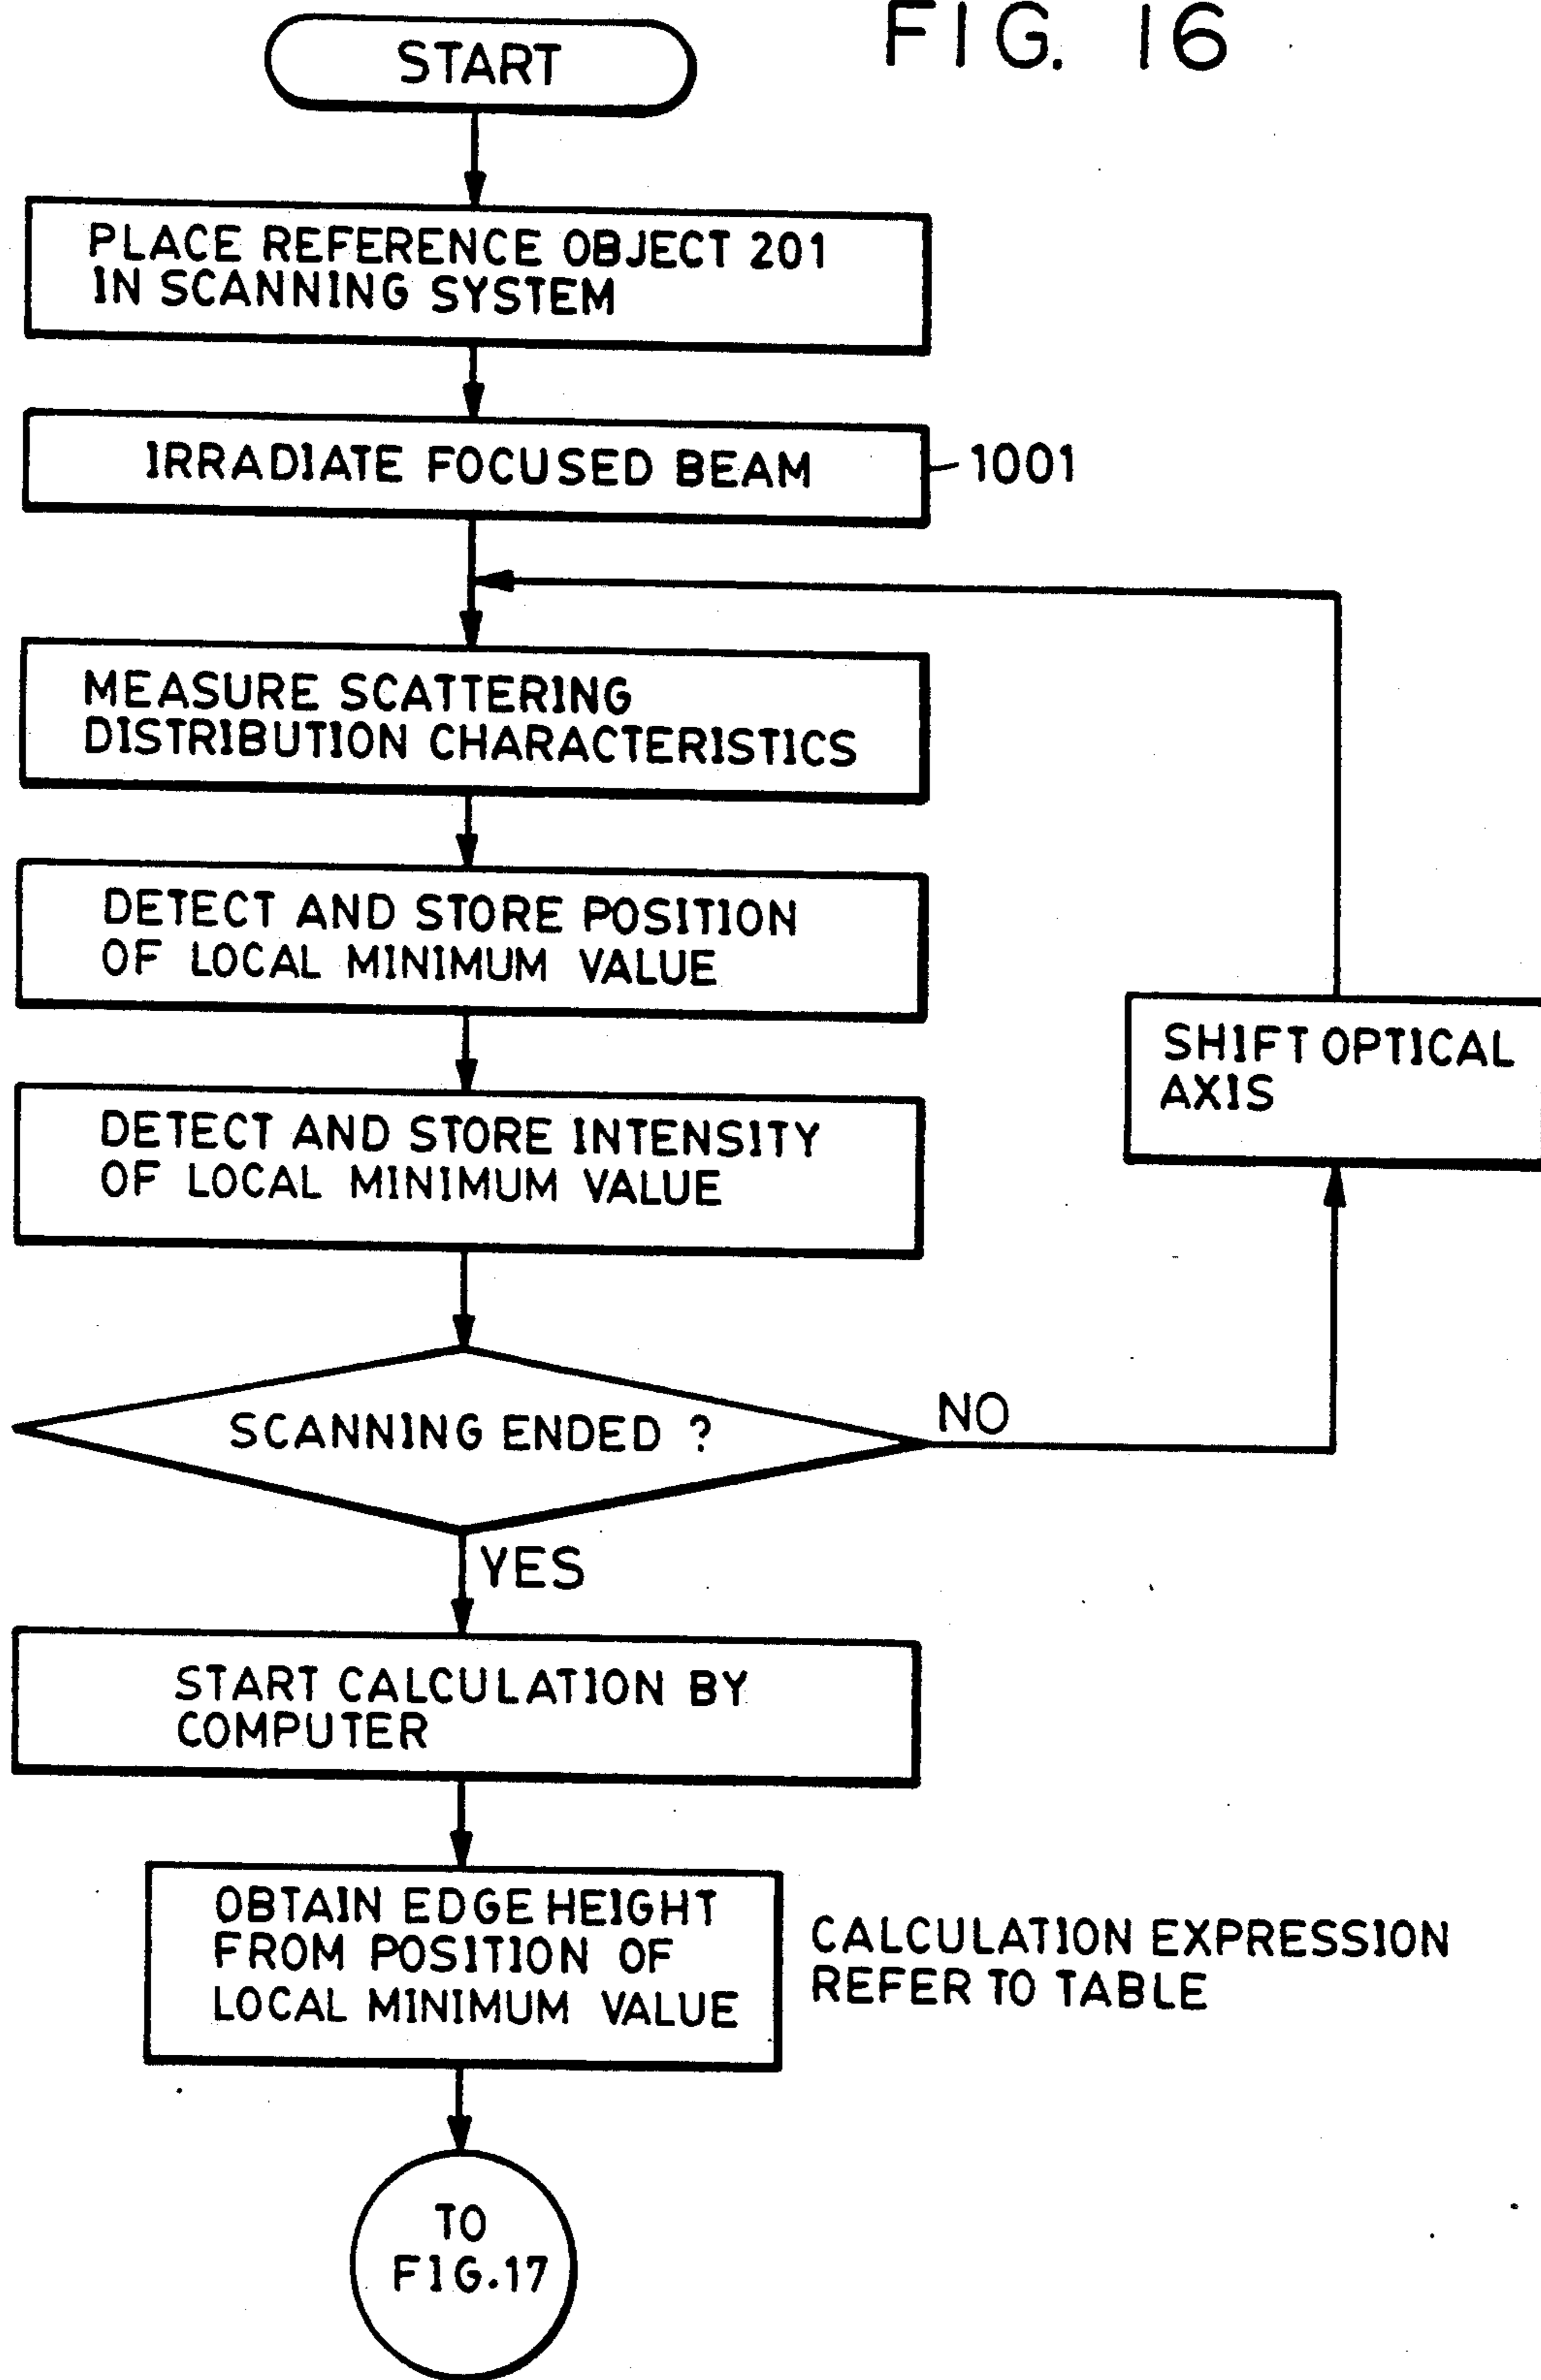 FIG. 16
START
PLACE REFERENCE OBJECT 201
IN SCANNING SYSTEM
IRRADIATE FOCUSED BEAM
1001
MEASURE SCATTERING
DISTRIBUTION CHARACTERISTICS
DETECT AND STORE POSITION
OF LOCAL MINIMUM VALUE
SHIFT OPTICAL
AXIS
DETECT AND STORE INTENSITY
OF LOCAL MINIMUM VALUE
SCANNING ENDED ?
NO
YES
START CALCULATION BY
COMPUTER
OBTAIN EDGE HEIGHT
FROM POSITION OF
LOCAL MINIMUM VALUE
CALCULATION EXPRESSION
REFER TO TABLE
TO
FIG.17